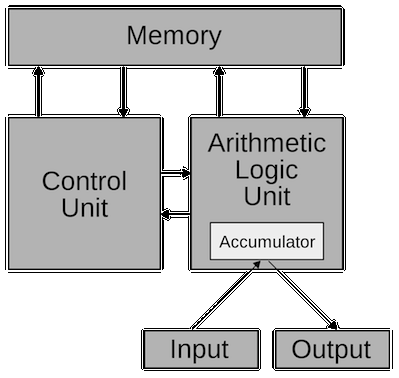 Memory
Control
Unit
Arithmetic
Logic
Unit
Accumulator
Input
Output